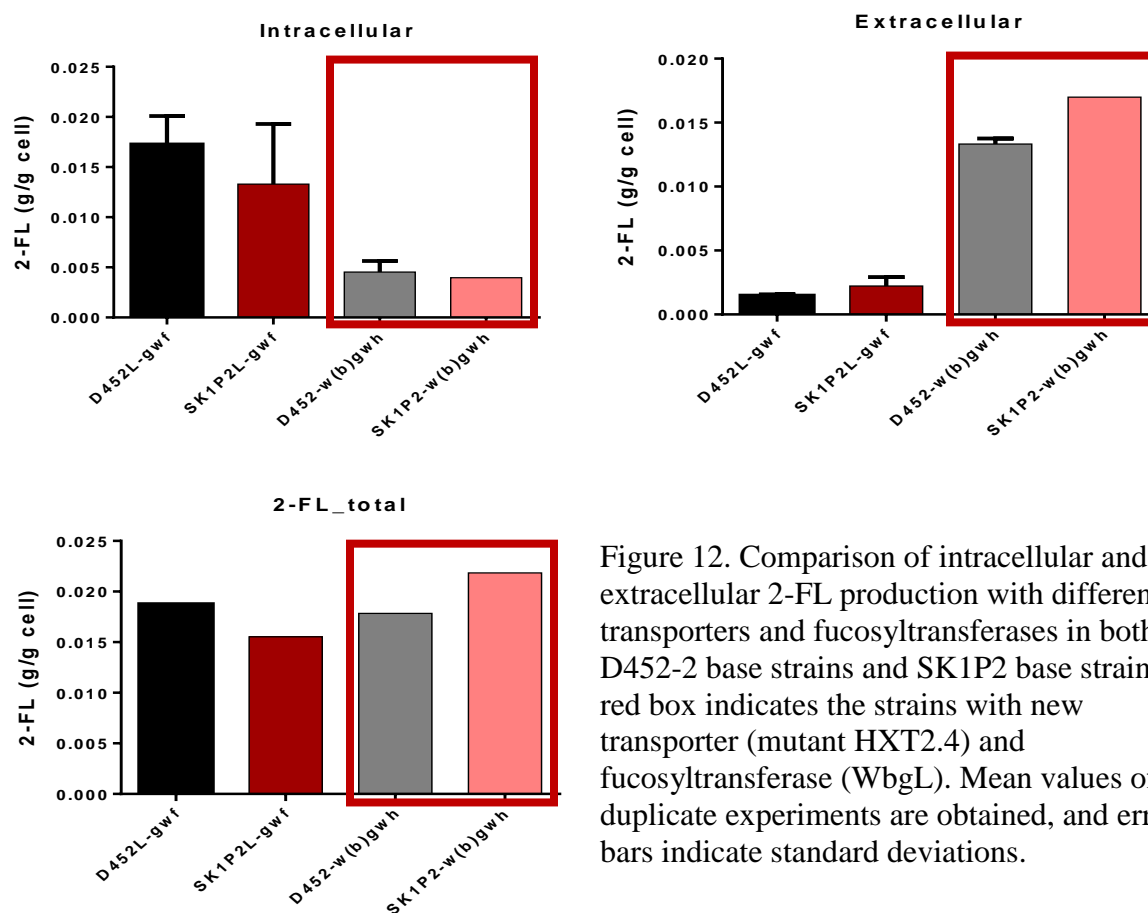 Intracellular
2-FL (g/g cell)
0.025
0.020
0.015
0.010
0.005
0.000
D452L-gwf
SK1P2L-gwf
D452-w(b)gwh
SK1P2-w(b)gwh
Extracellular
2-FL (g/g cell)
0.020
0.015
0.010
0.005
0.000
D452L-gwf
SK1P2L-gwf
D452-w(b)gwh
SK1P2-w(b)gwh
2-FL_total
2-FL (g/g cell)
0.025
0.020
0.015
0.010
0.005
0.000
D452L-gwf
SK1P2L-gwf
D452-w(b)gwh
SK1P2-w(b)gwh
Figure 12. Comparison of intracellular and
extracellular 2-FL production with differen
transporters and fucosyltransferases in both
D452-2 base strains and SK1P2 base strain
red box indicates the strains with new
transporter (mutant HXT2.4) and
fucosyltransferase (WbgL). Mean values o
duplicate experiments are obtained, and er
bars indicate standard deviations.